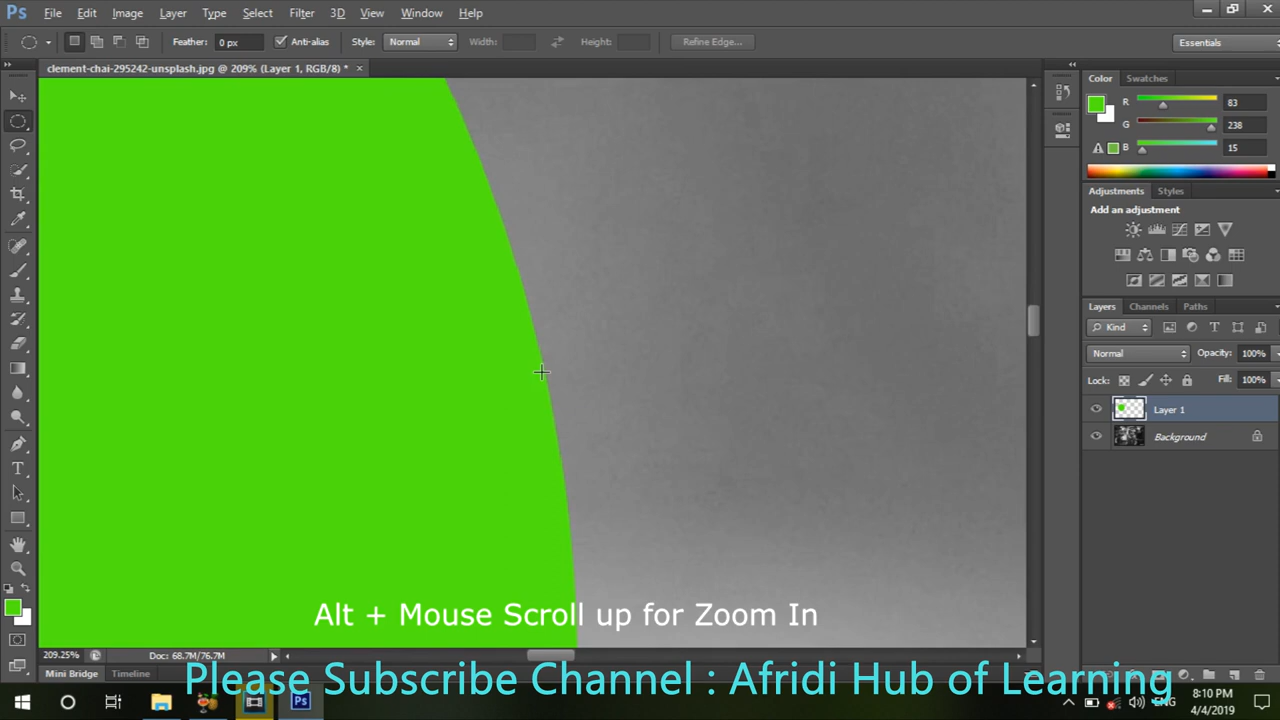 Ps File Edit Image Layer Type Select Filter 3D View Window Help
Feather: 0 px Anti-alias Style: Normal Width: Height: Refine Edge... Essentials
clement-chai-295242-unsplash.jpg @ 209% (Layer 1, RGB/8) *
Color Swatches
R 83
G 238
B 15
Adjustments Styles
Add an adjustment
Layers Channels Paths
Kind
Normal Opacity: 100%
Lock: Fill: 100%
Layer 1
Background
Alt + Mouse Scroll up for Zoom In
209.25% Doc: 68.7M/76.7M
Mini Bridge Timeline
Please Subscribe Channel : Afridi Hub of Learning
Ps ENG 8:10 PM
4/4/2019